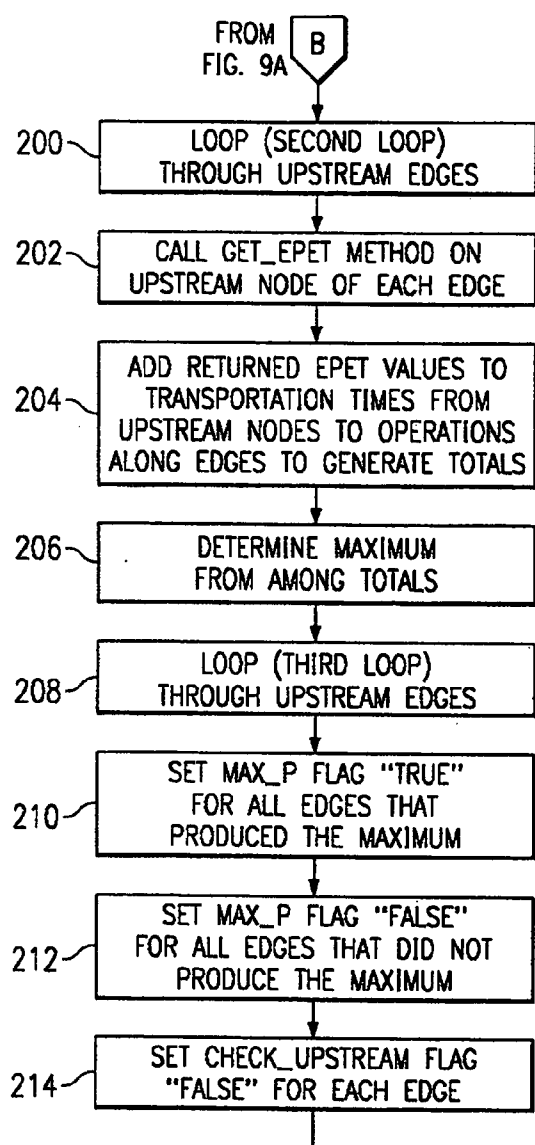 FROM
FIG. 9A
B
200
LOOP (SECOND LOOP)
THROUGH UPSTREAM EDGES
202
CALL GET_EPET METHOD ON
UPSTREAM NODE OF EACH EDGE
204
ADD RETURNED EPET VALUES TO
TRANSPORTATION TIMES FROM
UPSTREAM NODES TO OPERATIONS
ALONG EDGES TO GENERATE TOTALS
206
DETERMINE MAXIMUM
FROM AMONG TOTALS
208
LOOP (THIRD LOOP)
THROUGH UPSTREAM EDGES
210
SET MAX_P FLAG "TRUE"
FOR ALL EDGES THAT
PRODUCED THE MAXIMUM
212
SET MAX_P FLAG "FALSE"
FOR ALL EDGES THAT DID NOT
PRODUCE THE MAXIMUM
214
SET CHECK_UPSTREAM FLAG
"FALSE" FOR EACH EDGE